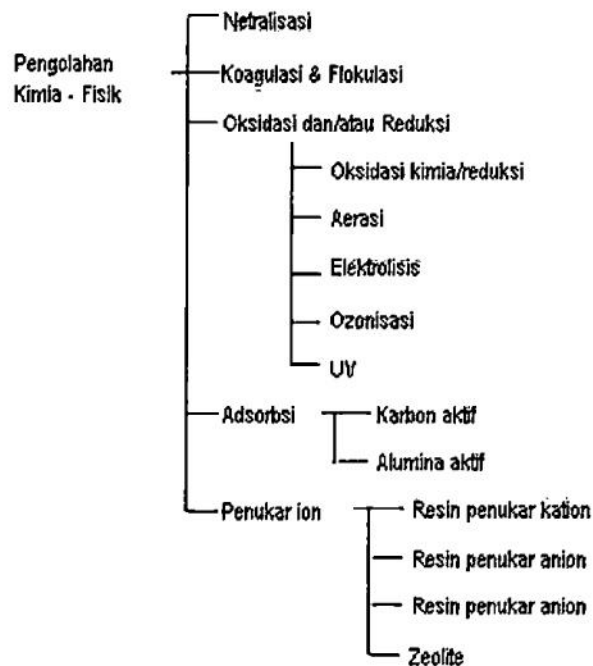 Netralisasi
Pengolahan
Kimia - Fisik
Koagulasi & Flokulasi
Oksidasi dan/atau Reduksi
Oksidasi kimia/reduksi
Aerasi
Elektrolisis
Ozonisasi
UV
Adsorbsi
Karbon aktif
Alumina aktif
Penukar ion
Resin penukar kation
Resin penukar anion
Resin penukar anion
Zeolite